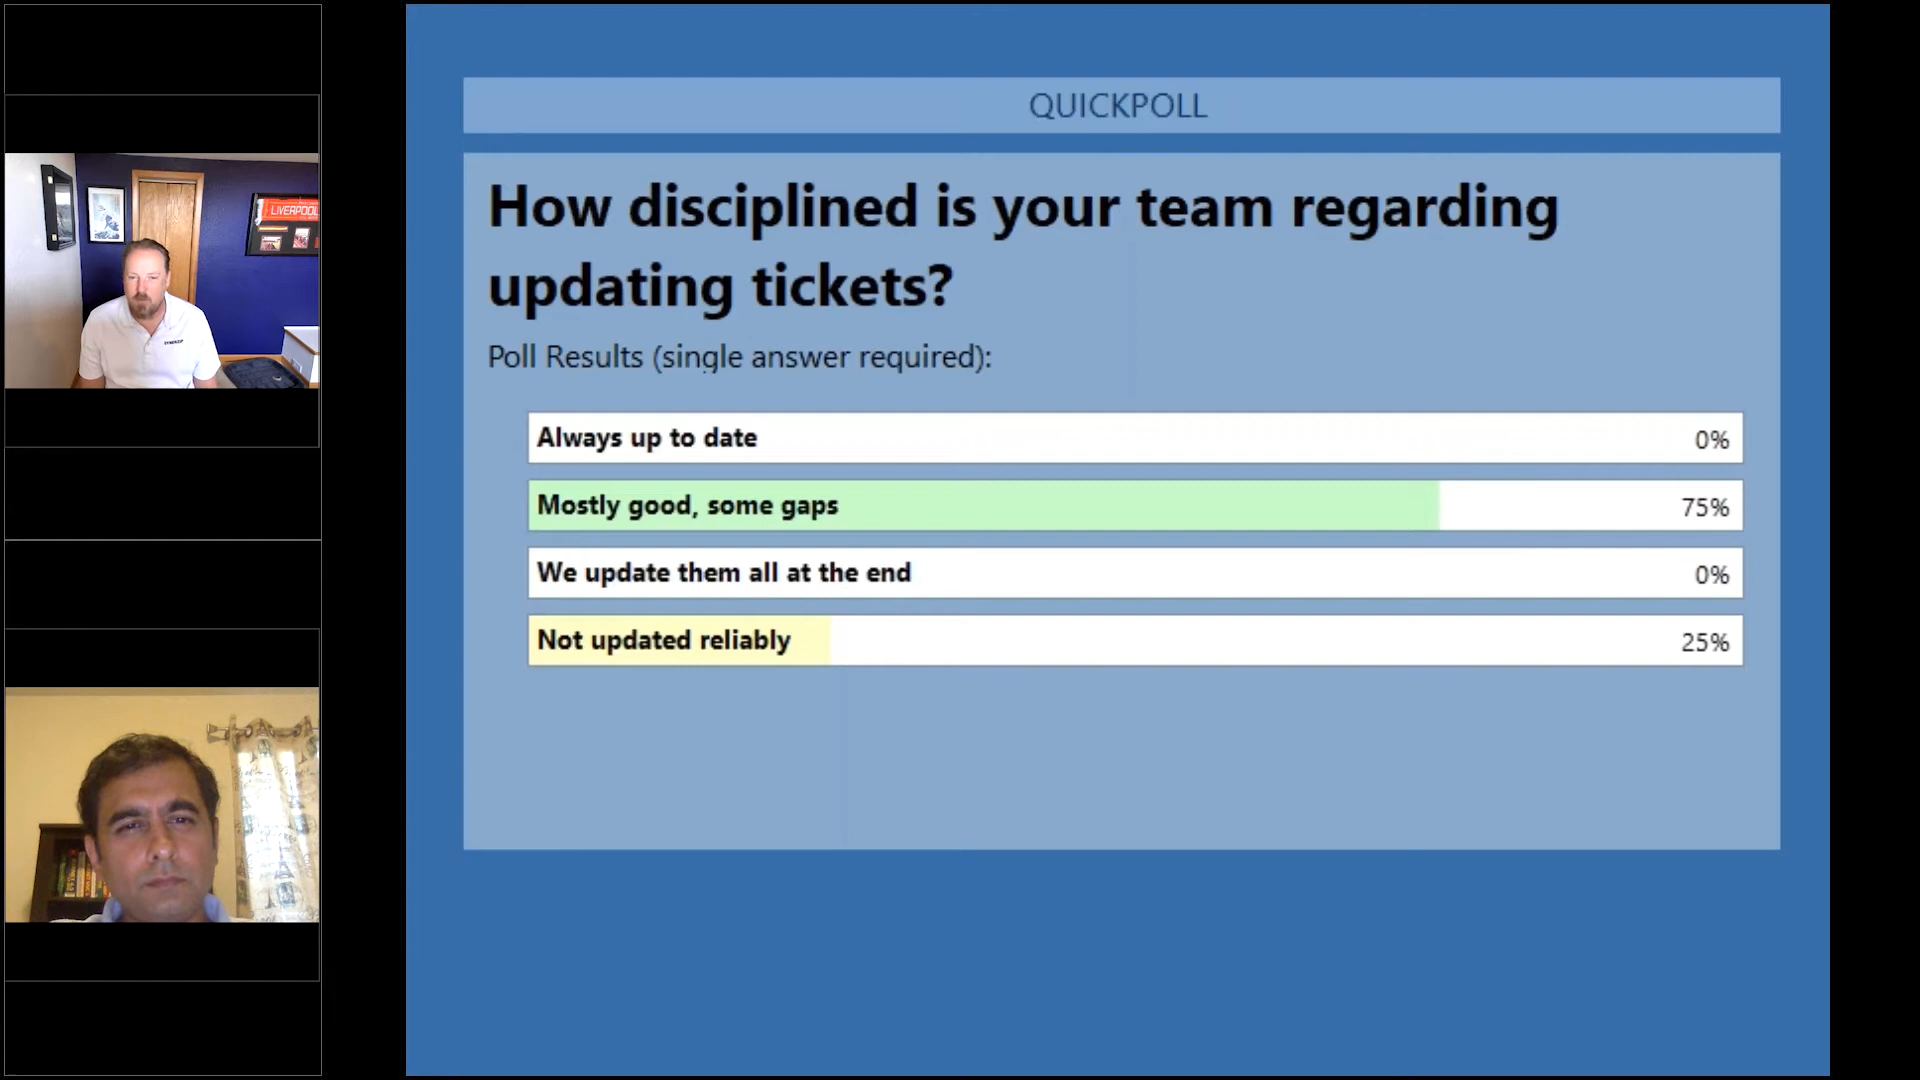 LIVERPOOL
SYNERZIP
QUICKPOLL
How disciplined is your team regarding
updating tickets?
Poll Results (single answer required):
Always up to date 0%
Mostly good, some gaps 75%
We update them all at the end 0%
Not updated reliably 25%